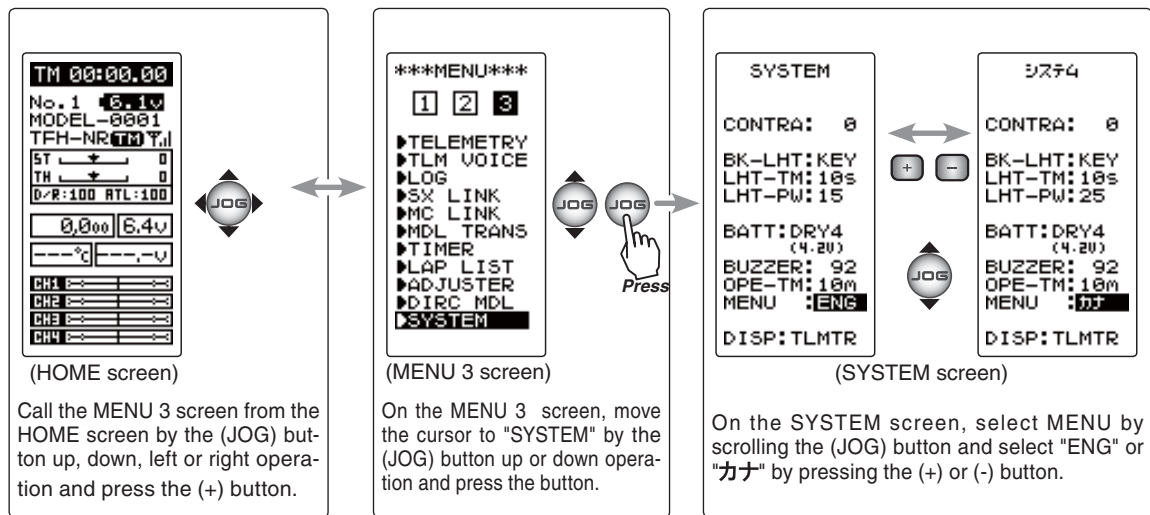 TM 00:00.00
No.1 6.1v
MODEL-0001
TFH-NR TM
ST 0
TH 0
D/R:100 ATL:100
0,000 6.4v
---°C ---.-v
CH1
CH2
CH3
CH4
JOG
(HOME screen)
Call the MENU 3 screen from the
HOME screen by the (JOG) but-
ton up, down, left or right opera-
tion and press the (+) button.
***MENU***
1 2 3
TELEMETRY
TLM VOICE
LOG
SX LINK
MC LINK
MDL TRANS
TIMER
LAP LIST
ADJUSTER
DIRC MDL
SYSTEM
JOG JOG
Press
(MENU 3 screen)
On the MENU 3 screen, move
the cursor to "SYSTEM" by the
(JOG) button up or down opera-
tion and press the button.
SYSTEM
CONTRA: 0
BK-LHT:KEY
LHT-TM:10s
LHT-PW:15
BATT:DRY4
(4.2V)
BUZZER: 92
OPE-TM:10m
MENU :ENG
DISP:TLMTR
+ -
JOG
システム
CONTRA: 0
BK-LHT:KEY
LHT-TM:10s
LHT-PW:25
BATT:DRY4
(4.2V)
BUZZER: 92
OPE-TM:10m
MENU :カナ
DISP:TLMTR
(SYSTEM screen)
On the SYSTEM screen, select MENU by
scrolling the (JOG) button and select "ENG" or
"カナ" by pressing the (+) or (-) button.